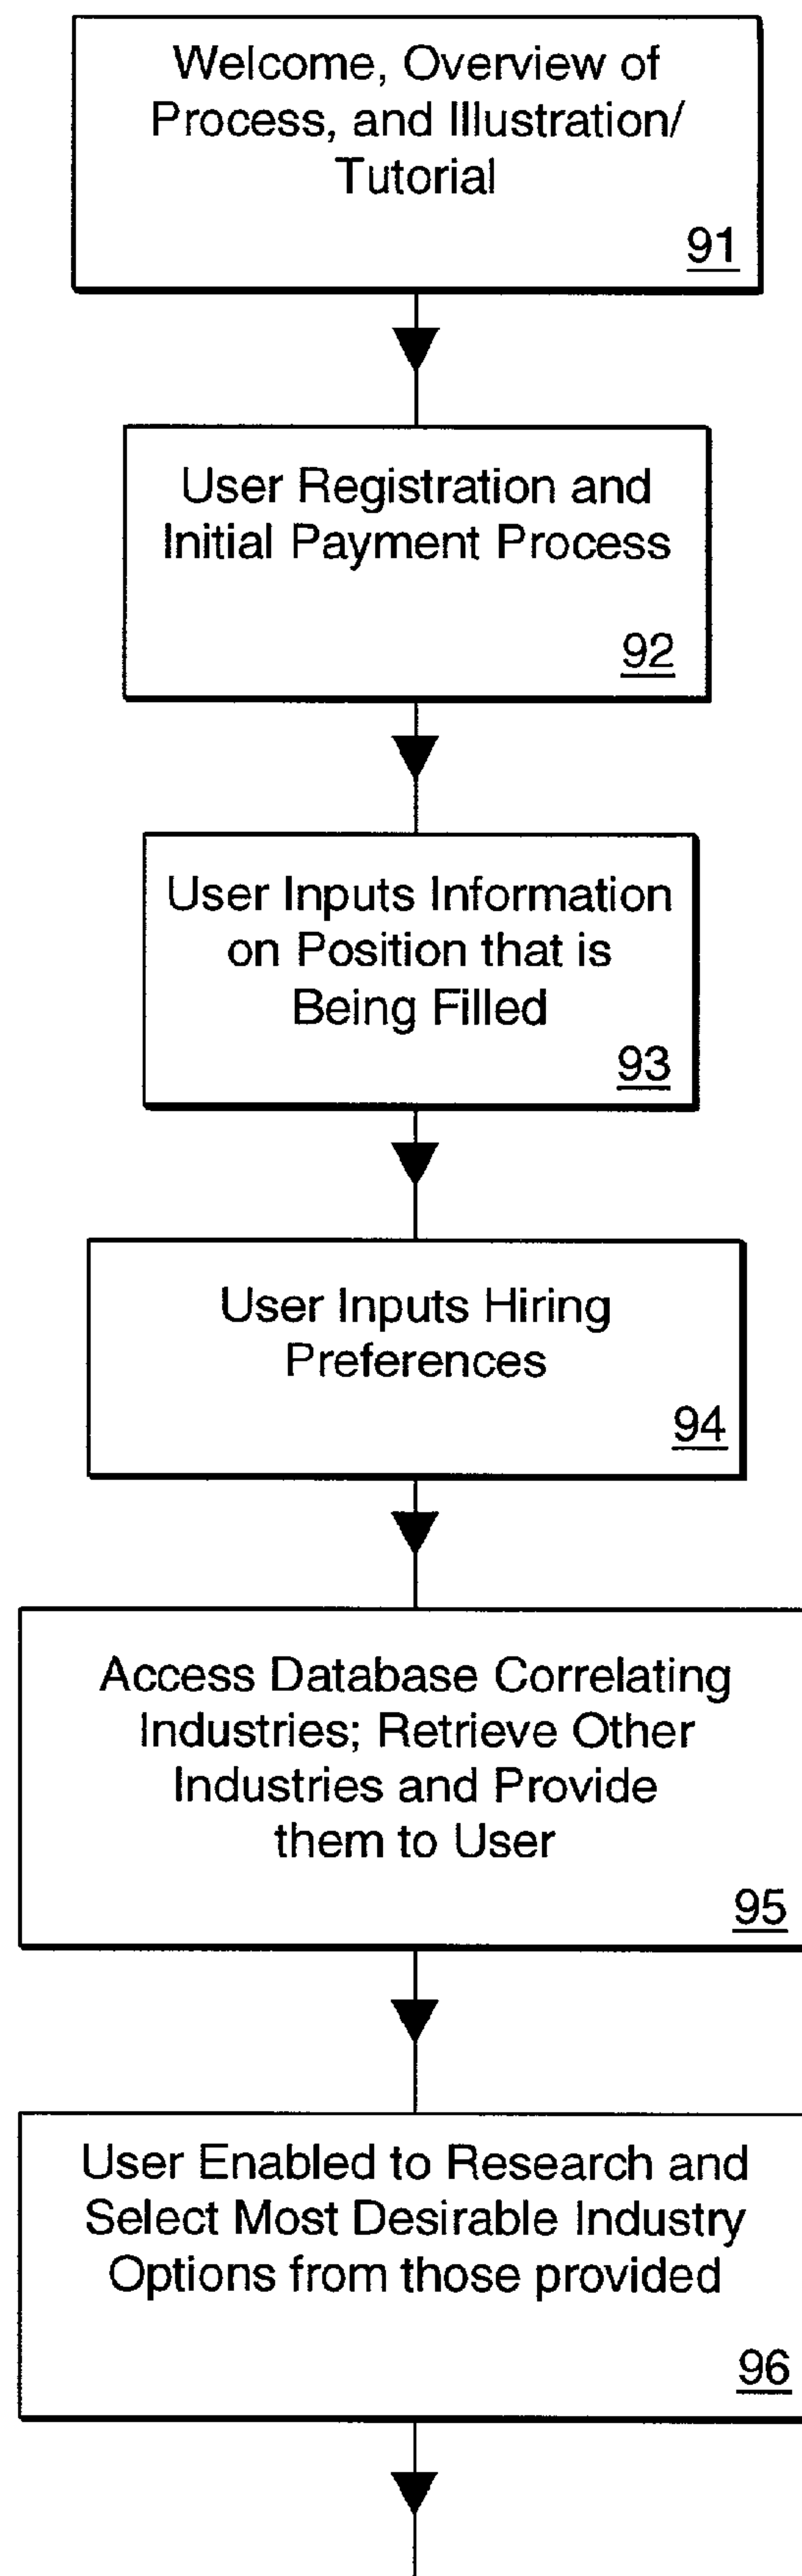 Welcome, Overview of
Process, and Illustration/
Tutorial
91
User Registration and
Initial Payment Process
92
User Inputs Information
on Position that is
Being Filled
93
User Inputs Hiring
Preferences
94
Access Database Correlating
Industries; Retrieve Other
Industries and Provide
them to User
95
User Enabled to Research and
Select Most Desirable Industry
Options from those provided
96